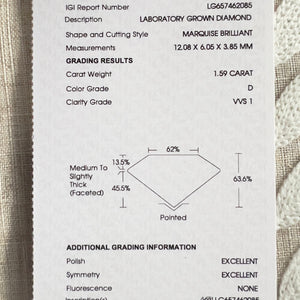 IGI Report Number LG657462085
Description LABORATORY GROWN DIAMOND
Shape and Cutting Style MARQUISE BRILLIANT
Measurements 12.08 X 6.05 X 3.85 MM
GRADING RESULTS
Carat Weight 1.59 CARAT
Color Grade D
Clarity Grade VVS 1
62%
13.5%
Medium To
Slightly
Thick
(Faceted)
45.5%
63.6%
Pointed
ADDITIONAL GRADING INFORMATION
Polish EXCELLENT
Symmetry EXCELLENT
Fluorescence NONE
LG657462085